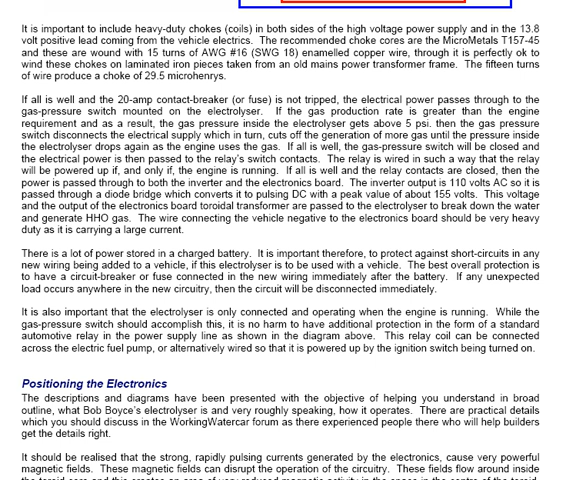 It is important to include heavy-duty chokes (coils) in both sides of the high voltage power supply and in the 13.8
volt positive lead coming from the vehicle electrics. The recommended choke cores are the MicroMetals T157-45
and these are wound with 15 turns of AWG #16 (SWG 18) enamelled copper wire, through it is perfectly ok to
wind these chokes on laminated iron pieces taken from an old mains power transformer frame. The fifteen turns
of wire produce a choke of 29.5 microhenrys.
If all is well and the 20-amp contact-breaker (or fuse) is not tripped, the electrical power passes through to the
gas-pressure switch mounted on the electrolyser. If the gas production rate is greater than the engine
requirement and as a result, the gas pressure inside the electrolyser gets above 5 psi. then the gas pressure
switch disconnects the electrical supply which in turn, cuts off the generation of more gas until the pressure inside
the electrolyser drops again as the engine uses the gas. If all is well, the gas-pressure switch will be closed and
the electrical power is then passed to the relay's switch contacts. The relay is wired in such a way that the relay
will be powered up if, and only if, the engine is running. If all is well and the relay contacts are closed, then the
power is passed through to both the inverter and the electronics board. The inverter output is 110 volts AC so it is
passed through a diode bridge which converts it to pulsing DC with a peak value of about 155 volts. This voltage
and the output of the electronics board toroidal transformer are passed to the electrolyser to break down the water
and generate HHO gas. The wire connecting the vehicle negative to the electronics board should be very heavy
duty as it is carrying a large current.
There is a lot of power stored in a charged battery. It is important therefore, to protect against short-circuits in any
new wiring being added to a vehicle, if this electrolyser is to be used with a vehicle. The best overall protection is
to have a circuit-breaker or fuse connected in the new wiring immediately after the battery. If any unexpected
load occurs anywhere in the new circuitry, then the circuit will be disconnected immediately.
It is also important that the electrolyser is only connected and operating when the engine is running. While the
gas-pressure switch should accomplish this, it is no harm to have additional protection in the form of a standard
automotive relay in the power supply line as shown in the diagram above. This relay coil can be connected
across the electric fuel pump, or alternatively wired so that it is powered up by the ignition switch being turned on.
Positioning the Electronics
The descriptions and diagrams have been presented with the objective of helping you understand in broad
outline, what Bob Boyce's electrolyser is and very roughly speaking, how it operates. There are practical details
which you should discuss in the WorkingWatercar forum as there experienced people there who will help builders
get the details right.
It should be realised that the strong, rapidly pulsing currents generated by the electronics, cause very powerful
magnetic fields. These magnetic fields can disrupt the operation of the circuitry. These fields flow around inside